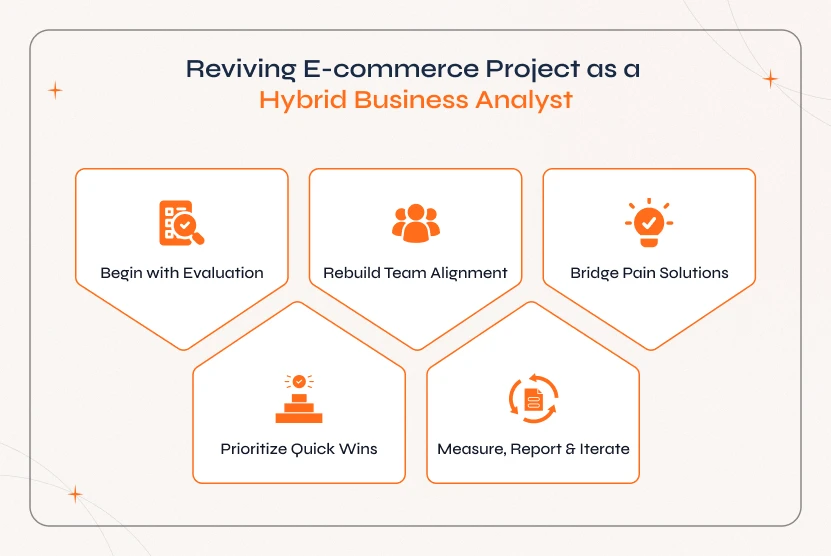 Reviving E-commerce Project as a
Hybrid Business Analyst
Begin with Evaluation
Rebuild Team Alignment
Bridge Pain Solutions
Prioritize Quick Wins
Measure, Report & Iterate